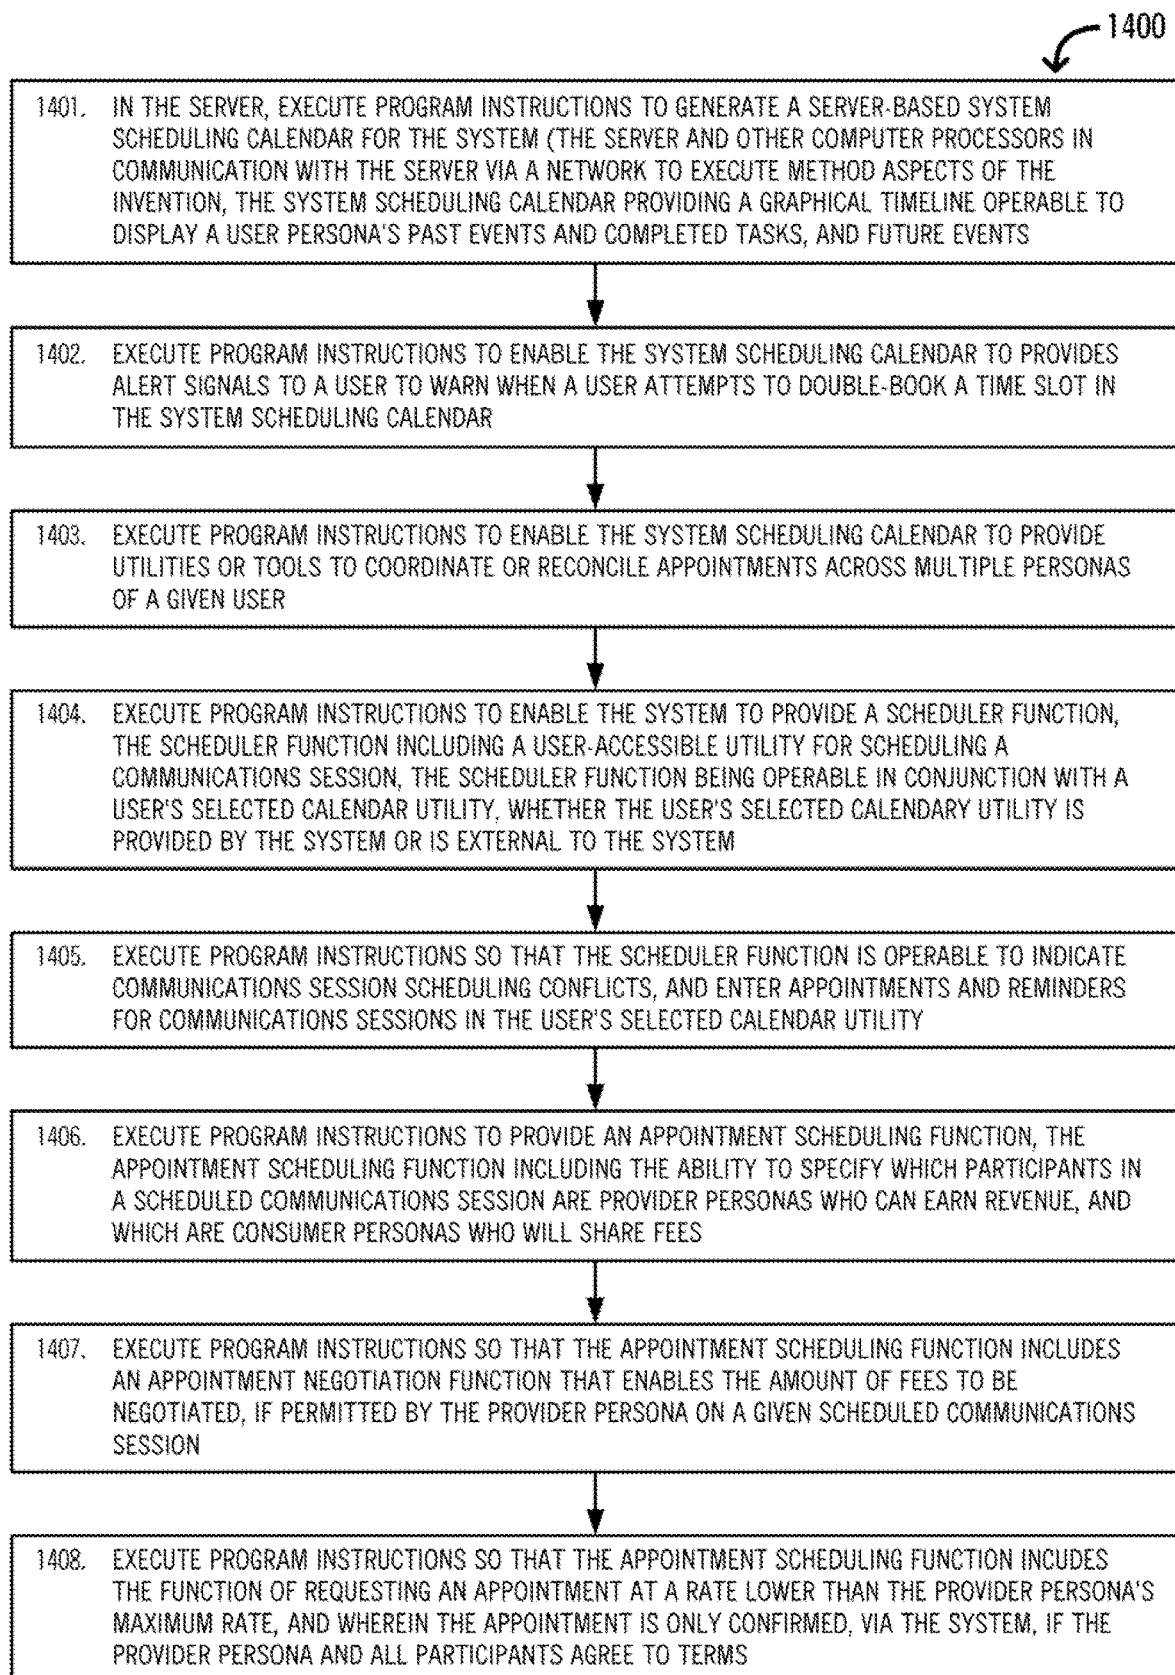 1400
1401. IN THE SERVER, EXECUTE PROGRAM INSTRUCTIONS TO GENERATE A SERVER-BASED SYSTEM
SCHEDULING CALENDAR FOR THE SYSTEM (THE SERVER AND OTHER COMPUTER PROCESSORS IN
COMMUNICATION WITH THE SERVER VIA A NETWORK TO EXECUTE METHOD ASPECTS OF THE
INVENTION, THE SYSTEM SCHEDULING CALENDAR PROVIDING A GRAPHICAL TIMELINE OPERABLE TO
DISPLAY A USER PERSONA'S PAST EVENTS AND COMPLETED TASKS, AND FUTURE EVENTS
1402. EXECUTE PROGRAM INSTRUCTIONS TO ENABLE THE SYSTEM SCHEDULING CALENDAR TO PROVIDES
ALERT SIGNALS TO A USER TO WARN WHEN A USER ATTEMPTS TO DOUBLE-BOOK A TIME SLOT IN
THE SYSTEM SCHEDULING CALENDAR
1403. EXECUTE PROGRAM INSTRUCTIONS TO ENABLE THE SYSTEM SCHEDULING CALENDAR TO PROVIDE
UTILITIES OR TOOLS TO COORDINATE OR RECONCILE APPOINTMENTS ACROSS MULTIPLE PERSONAS
OF A GIVEN USER
1404. EXECUTE PROGRAM INSTRUCTIONS TO ENABLE THE SYSTEM TO PROVIDE A SCHEDULER FUNCTION,
THE SCHEDULER FUNCTION INCLUDING A USER-ACCESSIBLE UTILITY FOR SCHEDULING A
COMMUNICATIONS SESSION, THE SCHEDULER FUNCTION BEING OPERABLE IN CONJUNCTION WITH A
USER'S SELECTED CALENDAR UTILITY, WHETHER THE USER'S SELECTED CALENDARY UTILITY IS
PROVIDED BY THE SYSTEM OR IS EXTERNAL TO THE SYSTEM
1405. EXECUTE PROGRAM INSTRUCTIONS SO THAT THE SCHEDULER FUNCTION IS OPERABLE TO INDICATE
COMMUNICATIONS SESSION SCHEDULING CONFLICTS, AND ENTER APPOINTMENTS AND REMINDERS
FOR COMMUNICATIONS SESSIONS IN THE USER'S SELECTED CALENDAR UTILITY
1406. EXECUTE PROGRAM INSTRUCTIONS TO PROVIDE AN APPOINTMENT SCHEDULING FUNCTION, THE
APPOINTMENT SCHEDULING FUNCTION INCLUDING THE ABILITY TO SPECIFY WHICH PARTICIPANTS IN
A SCHEDULED COMMUNICATIONS SESSION ARE PROVIDER PERSONAS WHO CAN EARN REVENUE, AND
WHICH ARE CONSUMER PERSONAS WHO WILL SHARE FEES
1407. EXECUTE PROGRAM INSTRUCTIONS SO THAT THE APPOINTMENT SCHEDULING FUNCTION INCLUDES
AN APPOINTMENT NEGOTIATION FUNCTION THAT ENABLES THE AMOUNT OF FEES TO BE
NEGOTIATED, IF PERMITTED BY THE PROVIDER PERSONA ON A GIVEN SCHEDULED COMMUNICATIONS
SESSION
1408. EXECUTE PROGRAM INSTRUCTIONS SO THAT THE APPOINTMENT SCHEDULING FUNCTION INCUDES
THE FUNCTION OF REQUESTING AN APPOINTMENT AT A RATE LOWER THAN THE PROVIDER PERSONA'S
MAXIMUM RATE, AND WHEREIN THE APPOINTMENT IS ONLY CONFIRMED, VIA THE SYSTEM, IF THE
PROVIDER PERSONA AND ALL PARTICIPANTS AGREE TO TERMS